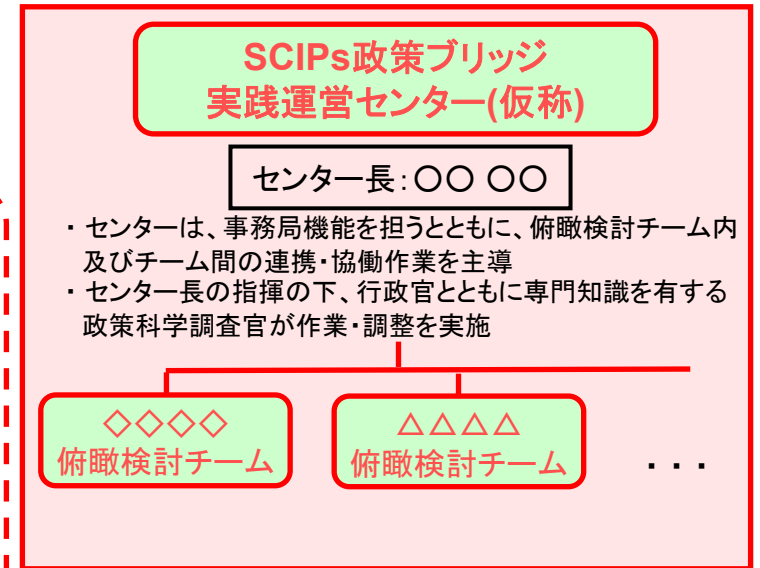 SCIPs政策ブリッジ
実践運営センター(仮称)
センター長：〇〇 〇〇
・ センターは、事務局機能を担うとともに、俯瞰検討チーム内
及びチーム間の連携・協働作業を主導
・ センター長の指揮の下、行政官とともに専門知識を有する
政策科学調査官が作業・調整を実施
◇◇◇◇
俯瞰検討チーム
△△△△
俯瞰検討チーム
・・・